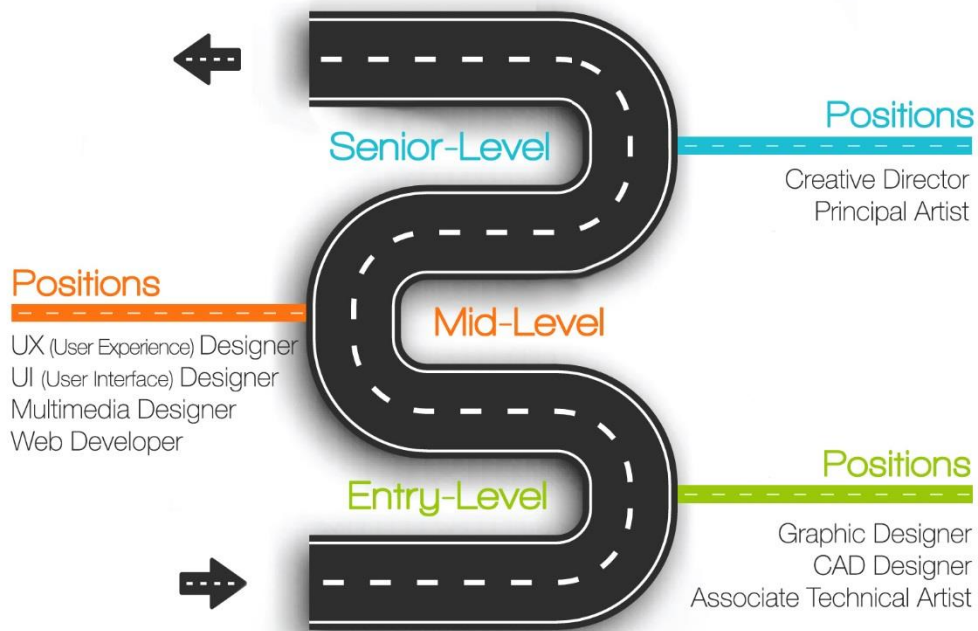 Senior-Level
Positions
Creative Director
Principal Artist
Positions
UX (User Experience) Designer
UI (User Interface) Designer
Multimedia Designer
Web Developer
Mid-Level
Entry-Level
Positions
Graphic Designer
CAD Designer
Associate Technical Artist